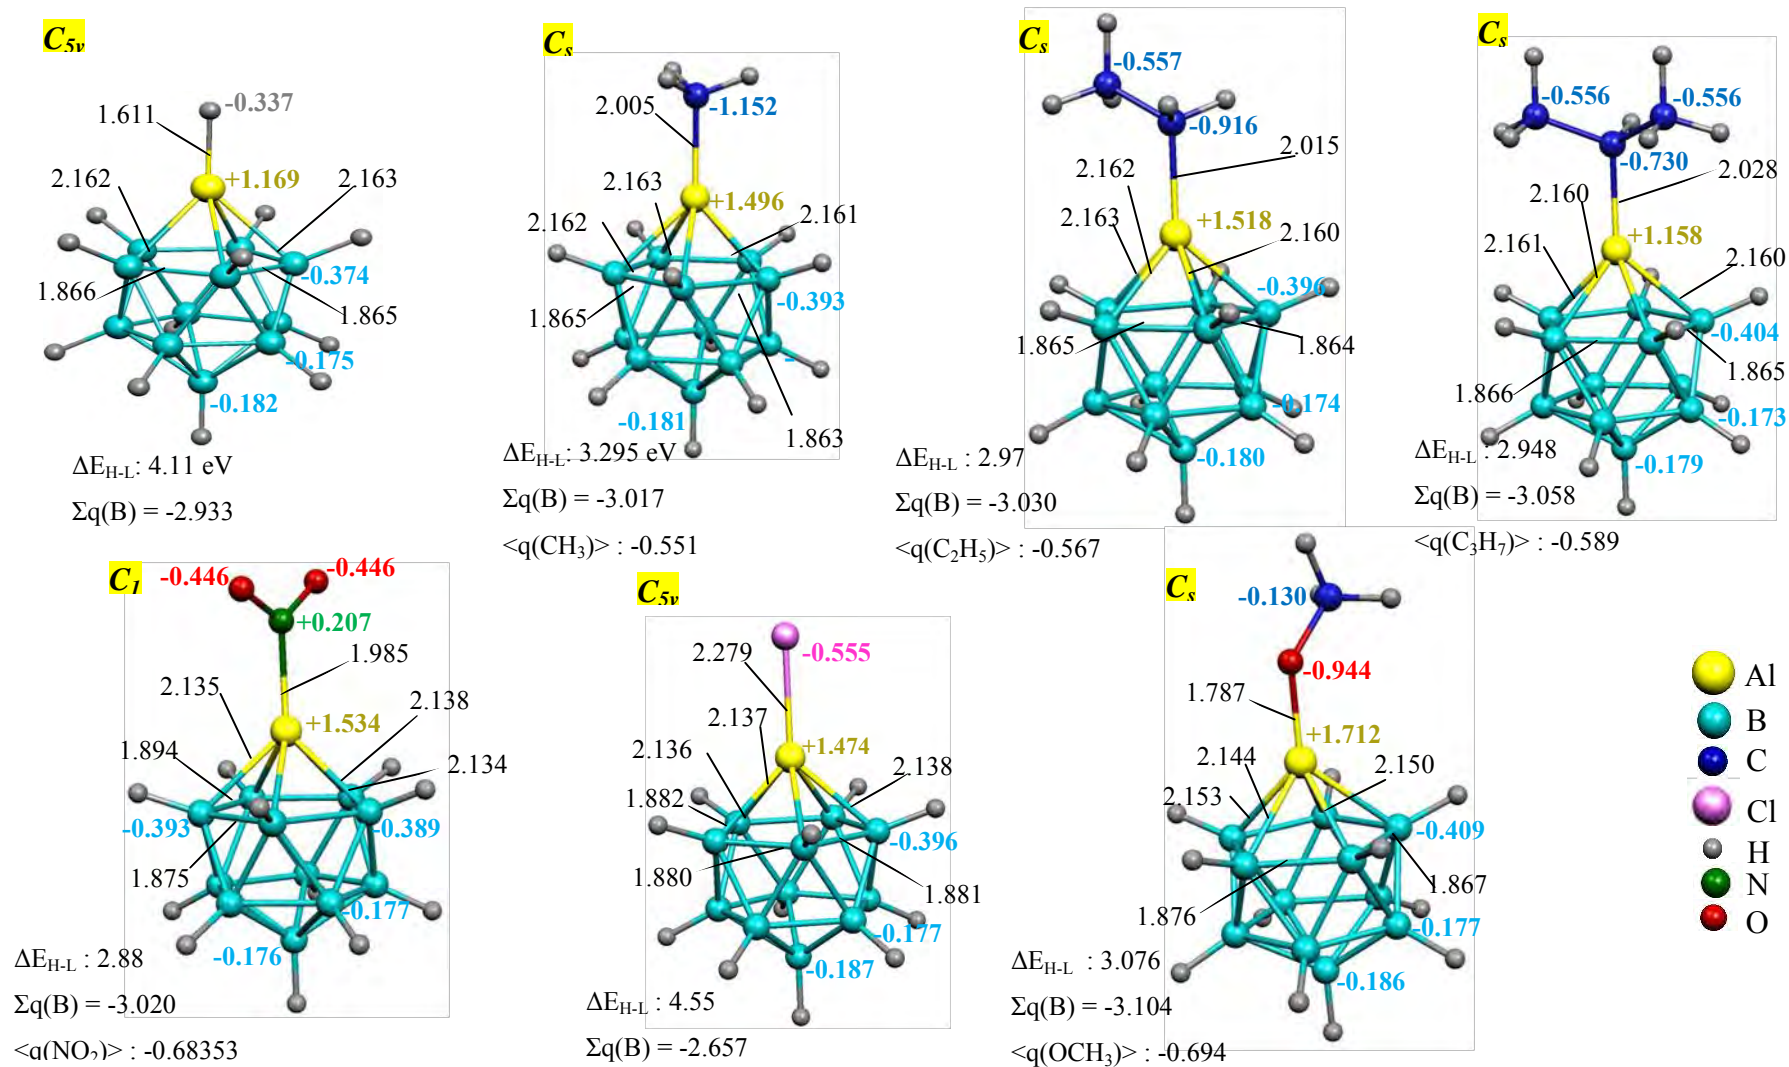 C5v
-0.337
1.611
+1.169
2.162
2.163
-0.374
1.866
1.865
-0.175
-0.182
ΔE_H-L: 4.11 eV
Σq(B) = -2.933
Cs
2.005
-1.152
2.163
+1.496
2.162
2.161
-0.393
1.865
-
-0.181
1.863
ΔE_H-L: 3.295 eV
Σq(B) = -3.017
<q(CH3)> : -0.551
Cs
-0.557
-0.916
2.015
2.162
2.163
+1.518
2.160
-0.396
1.865
1.864
-0.174
-0.180
ΔE_H-L : 2.97
Σq(B) = -3.030
<q(C2H5)> : -0.567
Cs
-0.556
-0.556
-0.730
2.028
2.160
+1.158
2.161
2.160
-0.404
1.865
1.866
-0.173
-0.179
ΔE_H-L : 2.948
Σq(B) = -3.058
<q(C3H7)> : -0.589
C1
-0.446
-0.446
+0.207
1.985
2.135
2.138
+1.534
1.894
2.134
-0.393
-0.389
1.875
-0.177
-0.176
ΔE_H-L : 2.88
Σq(B) = -3.020
<q(NO2)> : -0.68353
C5v
-0.555
2.279
2.137
+1.474
2.136
2.138
1.882
-0.396
1.880
1.881
-0.177
-0.187
ΔE_H-L : 4.55
Σq(B) = -2.657
Cs
-0.130
-0.944
1.787
+1.712
2.144
2.150
2.153
-0.409
1.867
1.876
-0.177
-0.186
ΔE_H-L : 3.076
Σq(B) = -3.104
<q(OCH3)> : -0.694
Al
B
C
Cl
H
N
O